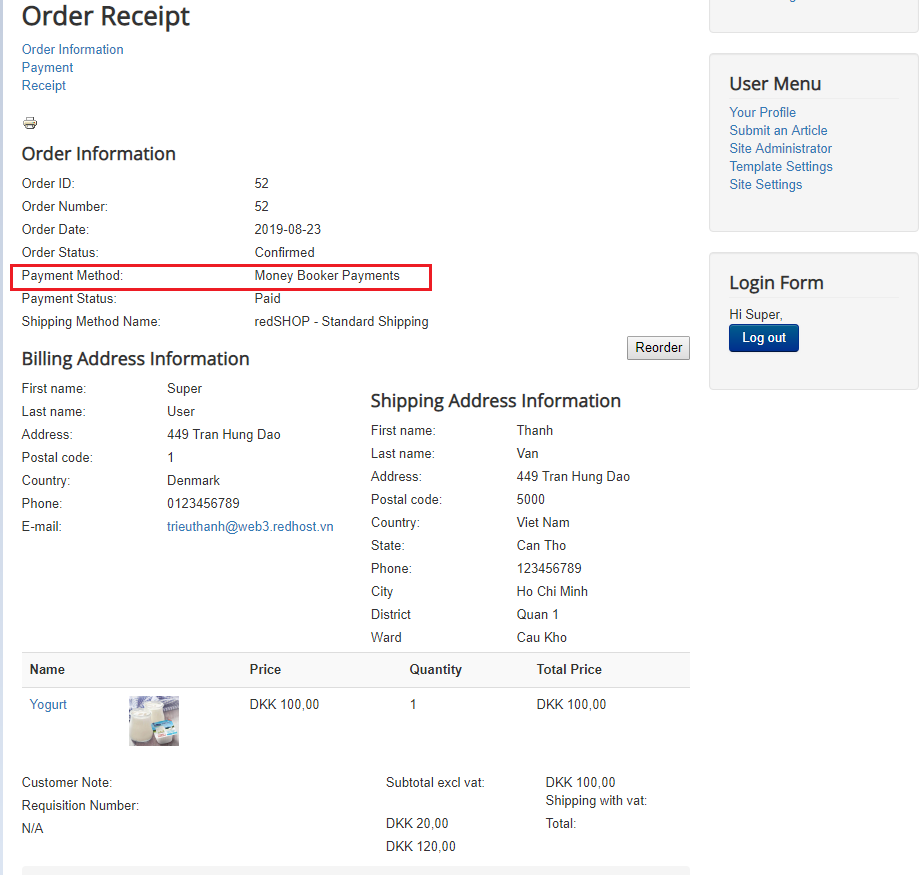 Order Receipt
Order Information
Payment
Receipt
Order Information
Order ID: 52
Order Number: 52
Order Date: 2019-08-23
Order Status: Confirmed
Payment Method: Money Booker Payments
Payment Status: Paid
Shipping Method Name: redSHOP - Standard Shipping
Reorder
Billing Address Information
First name: Super
Last name: User
Address: 449 Tran Hung Dao
Postal code: 1
Country: Denmark
Phone: 0123456789
E-mail: trieuthanh@web3.redhost.vn
Shipping Address Information
First name: Thanh
Last name: Van
Address: 449 Tran Hung Dao
Postal code: 5000
Country: Viet Nam
State: Can Tho
Phone: 123456789
City Ho Chi Minh
District Quan 1
Ward Cau Kho
Name Price Quantity Total Price
Yogurt DKK 100,00 1 DKK 100,00
Customer Note:
Requisition Number:
N/A
Subtotal excl vat: DKK 100,00
Shipping with vat:
DKK 20,00 Total:
DKK 120,00
User Menu
Your Profile
Submit an Article
Site Administrator
Template Settings
Site Settings
Login Form
Hi Super,
Log out